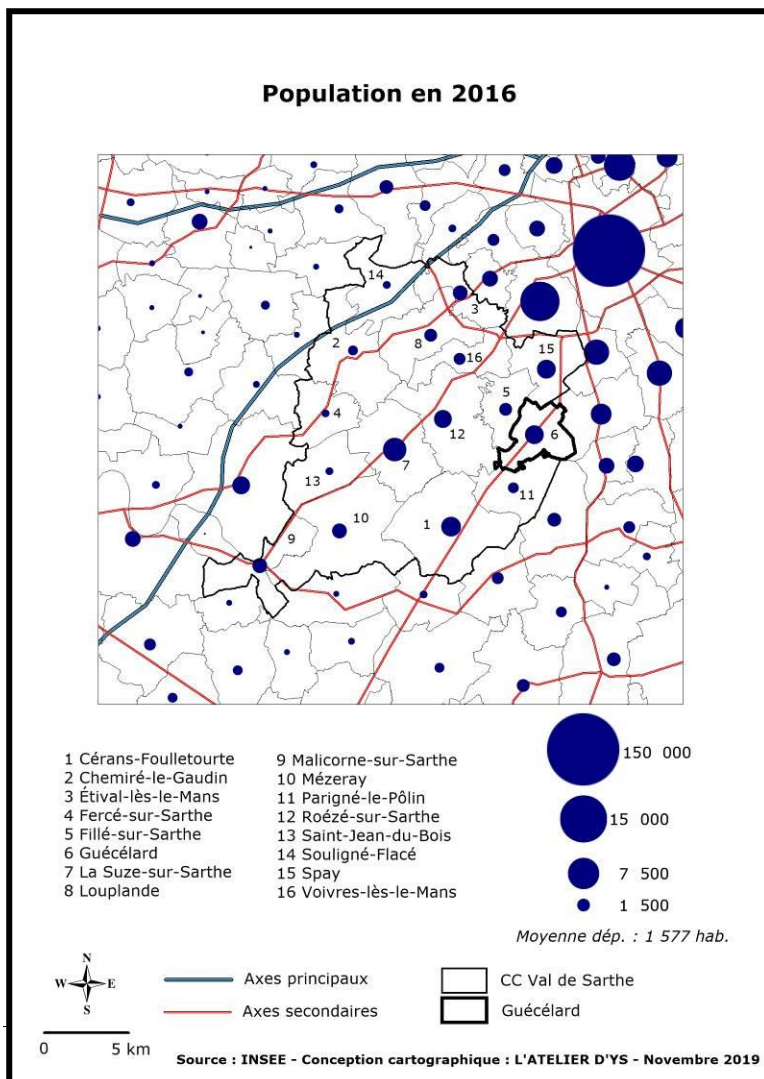 Population en 2016
14
3
2
8
16
15
5
4
12
6
7
13
11
10
1
9
1 Cérans-Foulletourte
2 Chemiré-le-Gaudin
3 Étival-lès-le-Mans
4 Fercé-sur-Sarthe
5 Fillé-sur-Sarthe
6 Guécélard
7 La Suze-sur-Sarthe
8 Louplande
9 Malicorne-sur-Sarthe
10 Mézeray
11 Parigné-le-Pôlin
12 Roézé-sur-Sarthe
13 Saint-Jean-du-Bois
14 Souligné-Flacé
15 Spay
16 Voivres-lès-le-Mans
150 000
15 000
7 500
1 500
Moyenne dép. : 1 577 hab.
N
W E
S
Axes principaux
Axes secondaires
CC Val de Sarthe
Guécélard
0 5 km
Source : INSEE - Conception cartographique : L'ATELIER D'YS - Novembre 2019